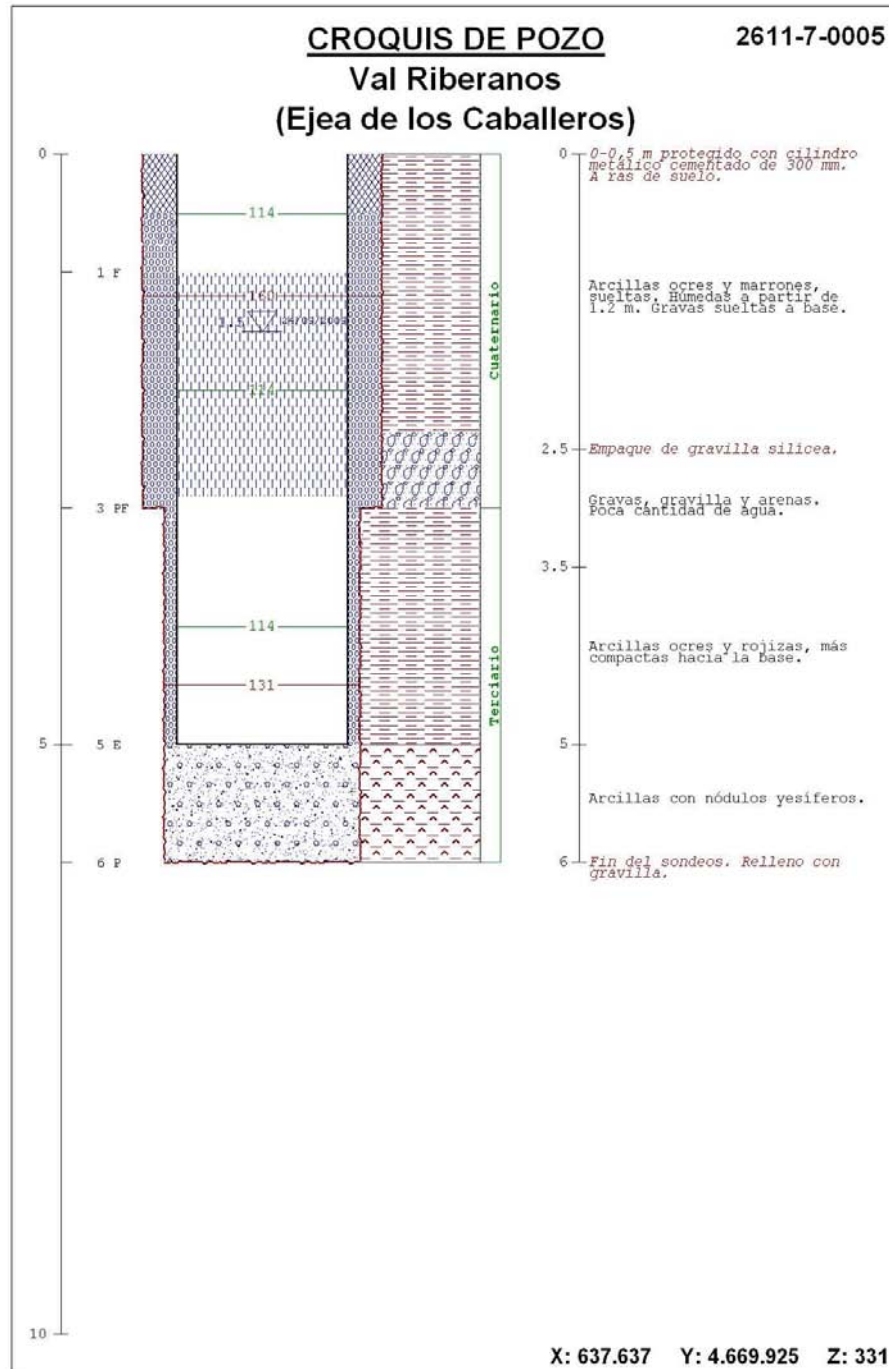 CROQUIS DE POZO
2611-7-0005
Val Riberanos
(Ejea de los Caballeros)
0
0
0-0,5 m protegido con cilindro
metálico cementado de 300 mm.
A ras de suelo.
114
1 F
160
Arcillas ocres y marrones,
sueltas. Húmedas a partir de
1.2 m. Gravas sueltas a base.
Cuaternario
114
2.5
Empaque de gravilla silícea.
3 PF
Gravas, gravilla y arenas.
Poca cantidad de agua.
3.5
114
Arcillas ocres y rojizas, más
compactas hacia la base.
131
Terciario
5
5 E
5
Arcillas con nódulos yesíferos.
6 P
6
Fin del sondeos. Relleno con
gravilla.
10
X: 637.637 Y: 4.669.925 Z: 331